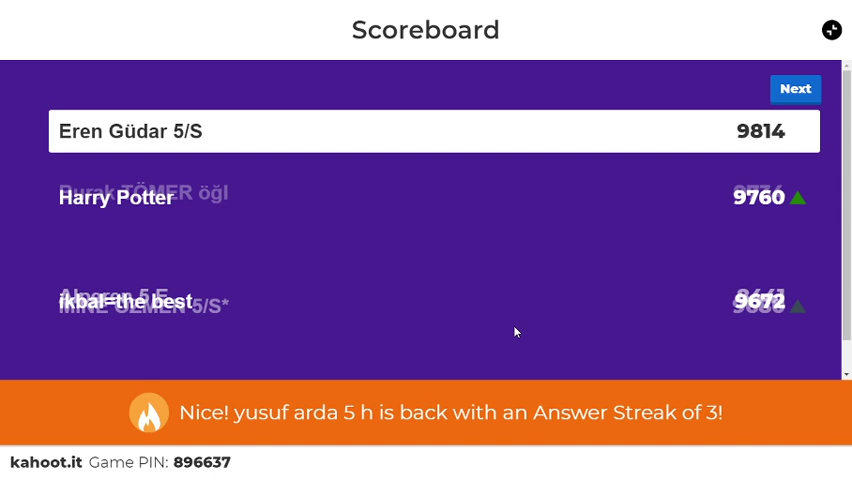 Scoreboard
Next
Eren Güdar 5/S 9814
Harry Potter 9760
ikbal=the best 9672
Nice! yusuf arda 5 h is back with an Answer Streak of 3!
kahoot.it Game PIN: 896637